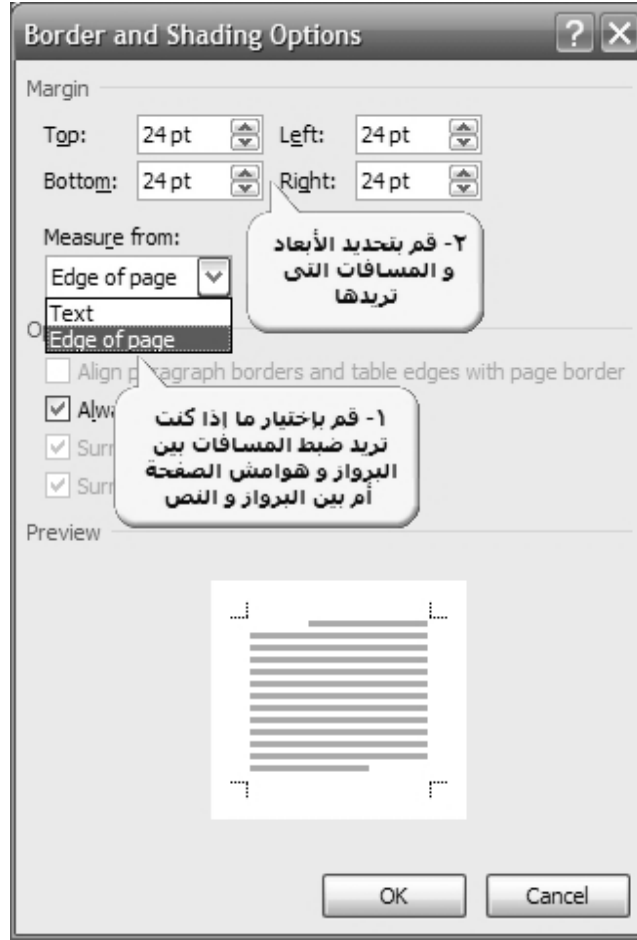 Border and Shading Options
Margin
Top: 24 pt Left: 24 pt
Bottom: 24 pt Right: 24 pt
Measure from:
Edge of page
Text
Edge of page
٢- قم بتحديد الأبعاد
و المسافات التى
تريدها
Align paragraph borders and table edges with page border
١- قم بإختيار ما إذا كنت
تريد ضبط المسافات بين
البرواز و هوامش الصفحة
أم بين البرواز و النص
Preview
OK Cancel